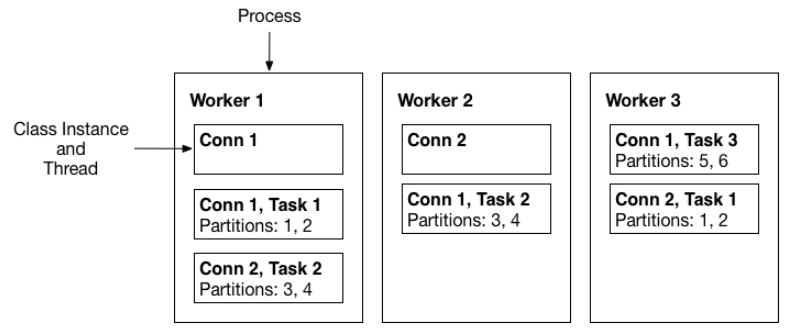 Process
Class Instance
and
Thread
Worker 1
Conn 1
Conn 1, Task 1
Partitions: 1, 2
Conn 2, Task 2
Partitions: 3, 4
Worker 2
Conn 2
Conn 1, Task 2
Partitions: 3, 4
Worker 3
Conn 1, Task 3
Partitions: 5, 6
Conn 2, Task 1
Partitions: 1, 2